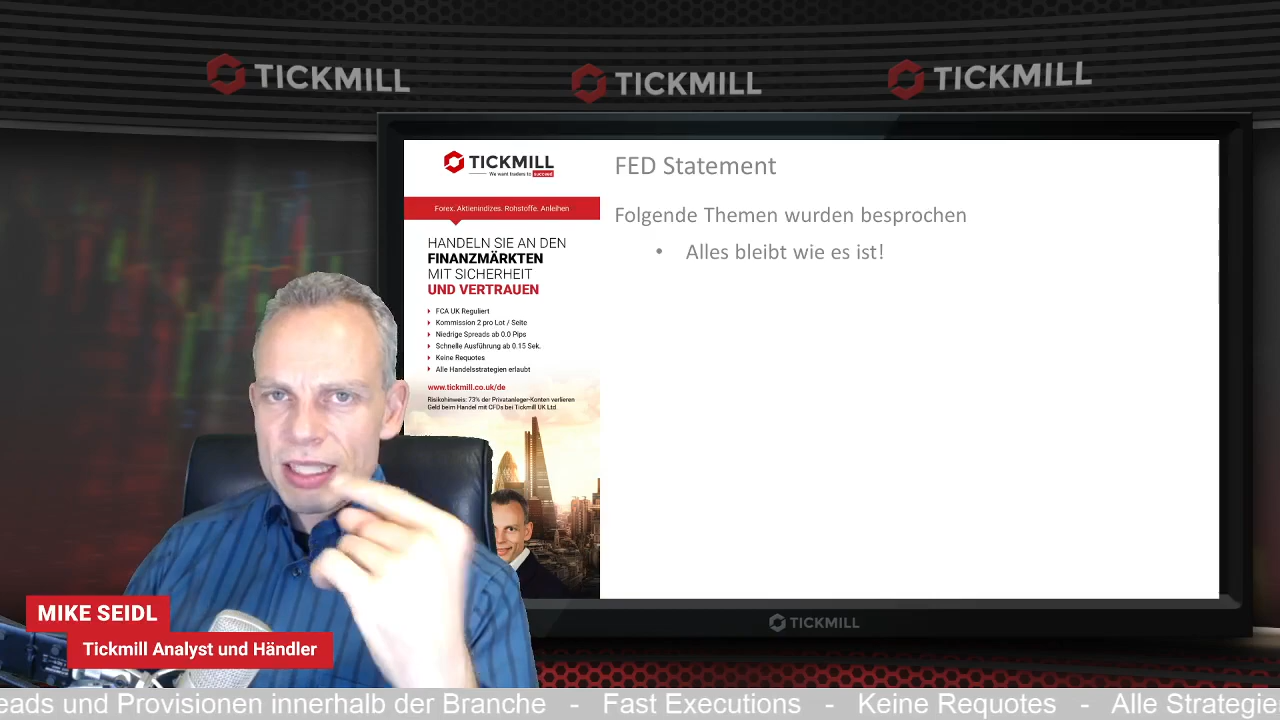 TICKMILL
TICKMILL
TICKMILL
TICKMILL
We want traders to succeed
Forex. Aktienindizes. Rohstoffe. Anleihen
HANDELN SIE AN DEN
FINANZMÄRKTEN
MIT SICHERHEIT
UND VERTRAUEN
FCA UK Reguliert
Kommission 2 pro Lot / Seite
Niedrige Spreads ab 0.0 Pips
Schnelle Ausführung ab 0.15 Sek.
Keine Requotes
Alle Handelsstrategien erlaubt
www.tickmill.co.uk/de
Risikohinweis: 73% der Privatanleger-Konten verlieren
Geld beim Handel mit CFDs bei Tickmill UK Ltd.
FED Statement
Folgende Themen wurden besprochen
• Alles bleibt wie es ist!
TICKMILL
MIKE SEIDL
Tickmill Analyst und Händler
eads und Provisionen innerhalb der Branche - Fast Executions - Keine Requotes - Alle Strategie